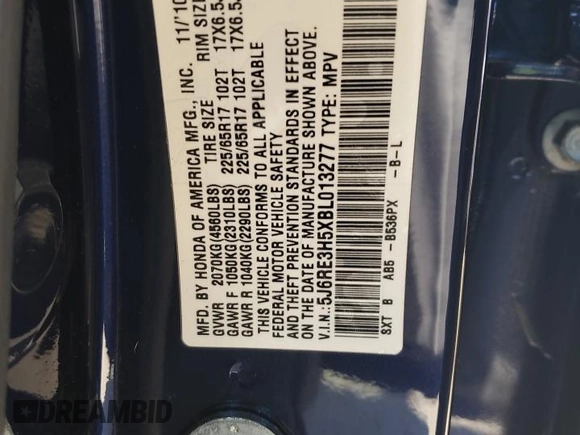 MFD. BY HONDA OF AMERICA MFG., INC. 11/'10
TIRE SIZE RIM SIZE
GVWR 2070KG(4560LBS)
GAWR F 1050KG(2310LBS) 225/65R17 102T 17X6.5
GAWR R 1040KG(2290LBS) 225/65R17 102T 17X6.5
THIS VEHICLE CONFORMS TO ALL APPLICABLE
FEDERAL MOTOR VEHICLE SAFETY
AND THEFT PREVENTION STANDARDS IN EFFECT
ON THE DATE OF MANUFACTURE SHOWN ABOVE.
V.I.N.:5J6RE3H5XBL013277 TYPE: MPV
SXT B AB5 -B536PX -B-L
DREAMBID